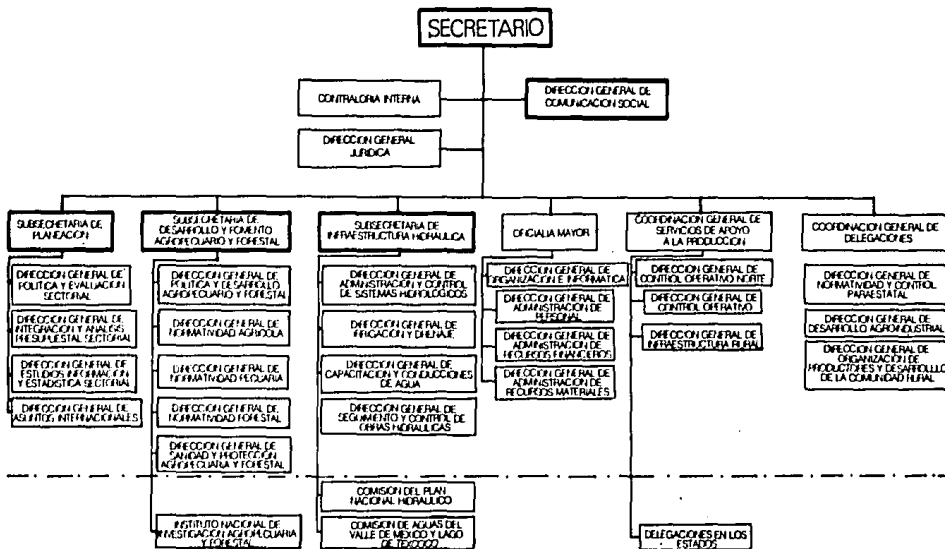 SECRETARIO
CONTRALORIA INTERNA
DIRECCION GENERAL DE
COMUNICACION SOCIAL
DIRECCION GENERAL
JURIDICA
SUBSECRETARIA DE
PLANEACION
SUBSECRETARIA DE
DESARROLLO Y FOMENTO
AGROPECUARIO Y FORESTAL
SUBSECRETARIA DE
INFRAESTRUCTURA HIDRAULICA
OFICIALIA MAYOR
COORDINACION GENERAL DE
SERVICIOS DE APOYO
A LA PRODUCCION
COORDINACION GENERAL DE
DELEGACIONES
DIRECCION GENERAL DE
POLITICA Y EVALUACION
SECTORIAL
DIRECCION GENERAL DE
INTEGRACION Y ANALISIS
PRESUPUESTAL SECTORIAL
DIRECCION GENERAL DE
ESTUDIOS INFORMACION
Y ESTADISTICA SECTORIAL
DIRECCION GENERAL DE
ASUNTOS INTERNACIONALES
DIRECCION GENERAL DE
POLITICA Y DESARROLLO
AGROPECUARIO Y FORESTAL
DIRECCION GENERAL DE
NORMATIVIDAD AGRICOLA
DIRECCION GENERAL DE
NORMATIVIDAD PECUARIA
DIRECCION GENERAL DE
NORMATIVIDAD FORESTAL
DIRECCION GENERAL DE
SANIDAD Y PROTECCION
AGROPECUARIA Y FORESTAL
INSTITUTO NACIONAL DE
INVESTIGACION AGROPECUARIA
Y FORESTAL
DIRECCION GENERAL DE
ADMINISTRACION Y CONTROL
DE SISTEMAS HIDROLOGICOS
DIRECCION GENERAL DE
IRRIGACION Y DRENAJE
DIRECCION GENERAL DE
CAPTACION Y CONDUCCIONES
DE AGUA
DIRECCION GENERAL DE
SEGUIMIENTO Y CONTROL DE
OBRAS HIDRAULICAS
COMISION DEL PLAN
NACIONAL HIDRAULICO
COMISION DE AGUAS DEL
VALLE DE MEXICO Y LAGO
DE TEXCOCO
DIRECCION GENERAL DE
ORGANIZACION E INFORMATICA
DIRECCION GENERAL DE
ADMINISTRACION DE
PERSONAL
DIRECCION GENERAL DE
ADMINISTRACION DE
RECURSOS FINANCIEROS
DIRECCION GENERAL DE
ADMINISTRACION DE
RECURSOS MATERIALES
DIRECCION GENERAL DE
CONTROL OPERATIVO NORTE
DIRECCION GENERAL DE
CONTROL OPERATIVO
DIRECCION GENERAL DE
INFRAESTRUCTURA RURAL
DELEGACIONES EN LOS
ESTADOS
DIRECCION GENERAL DE
NORMATIVIDAD Y CONTROL
PARAESTATAL
DIRECCION GENERAL DE
DESARROLLO AGROINDUSTRIAL
DIRECCION GENERAL DE
ORGANIZACION DE
PRODUCTORES Y DESARROLLLO
DE LA COMUNIDAD RURAL